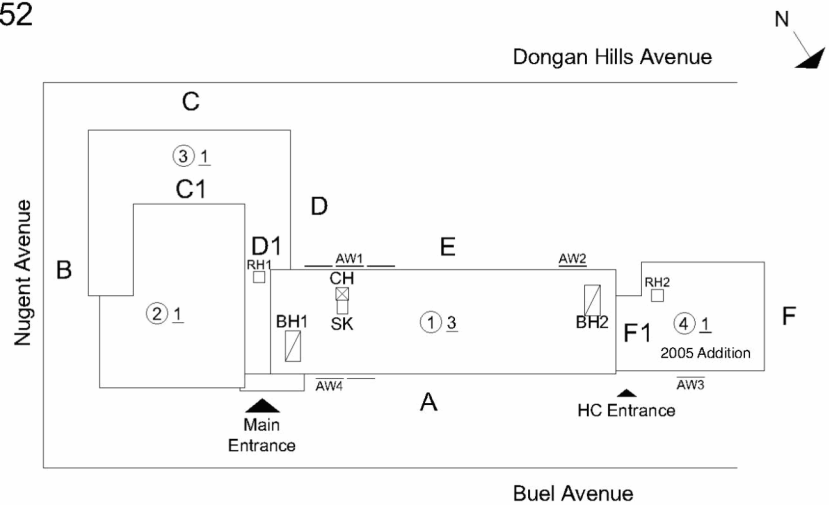 52
N
Dongan Hills Avenue
C
③ 1
C1
Nugent Avenue
B
D
D1
RH1
AW1
E
AW2
CH
SK
BH1
② 1
① 3
BH2
RH2
F1
④ 1
2005 Addition
F
AW4
A
AW3
Main
Entrance
HC Entrance
Buel Avenue